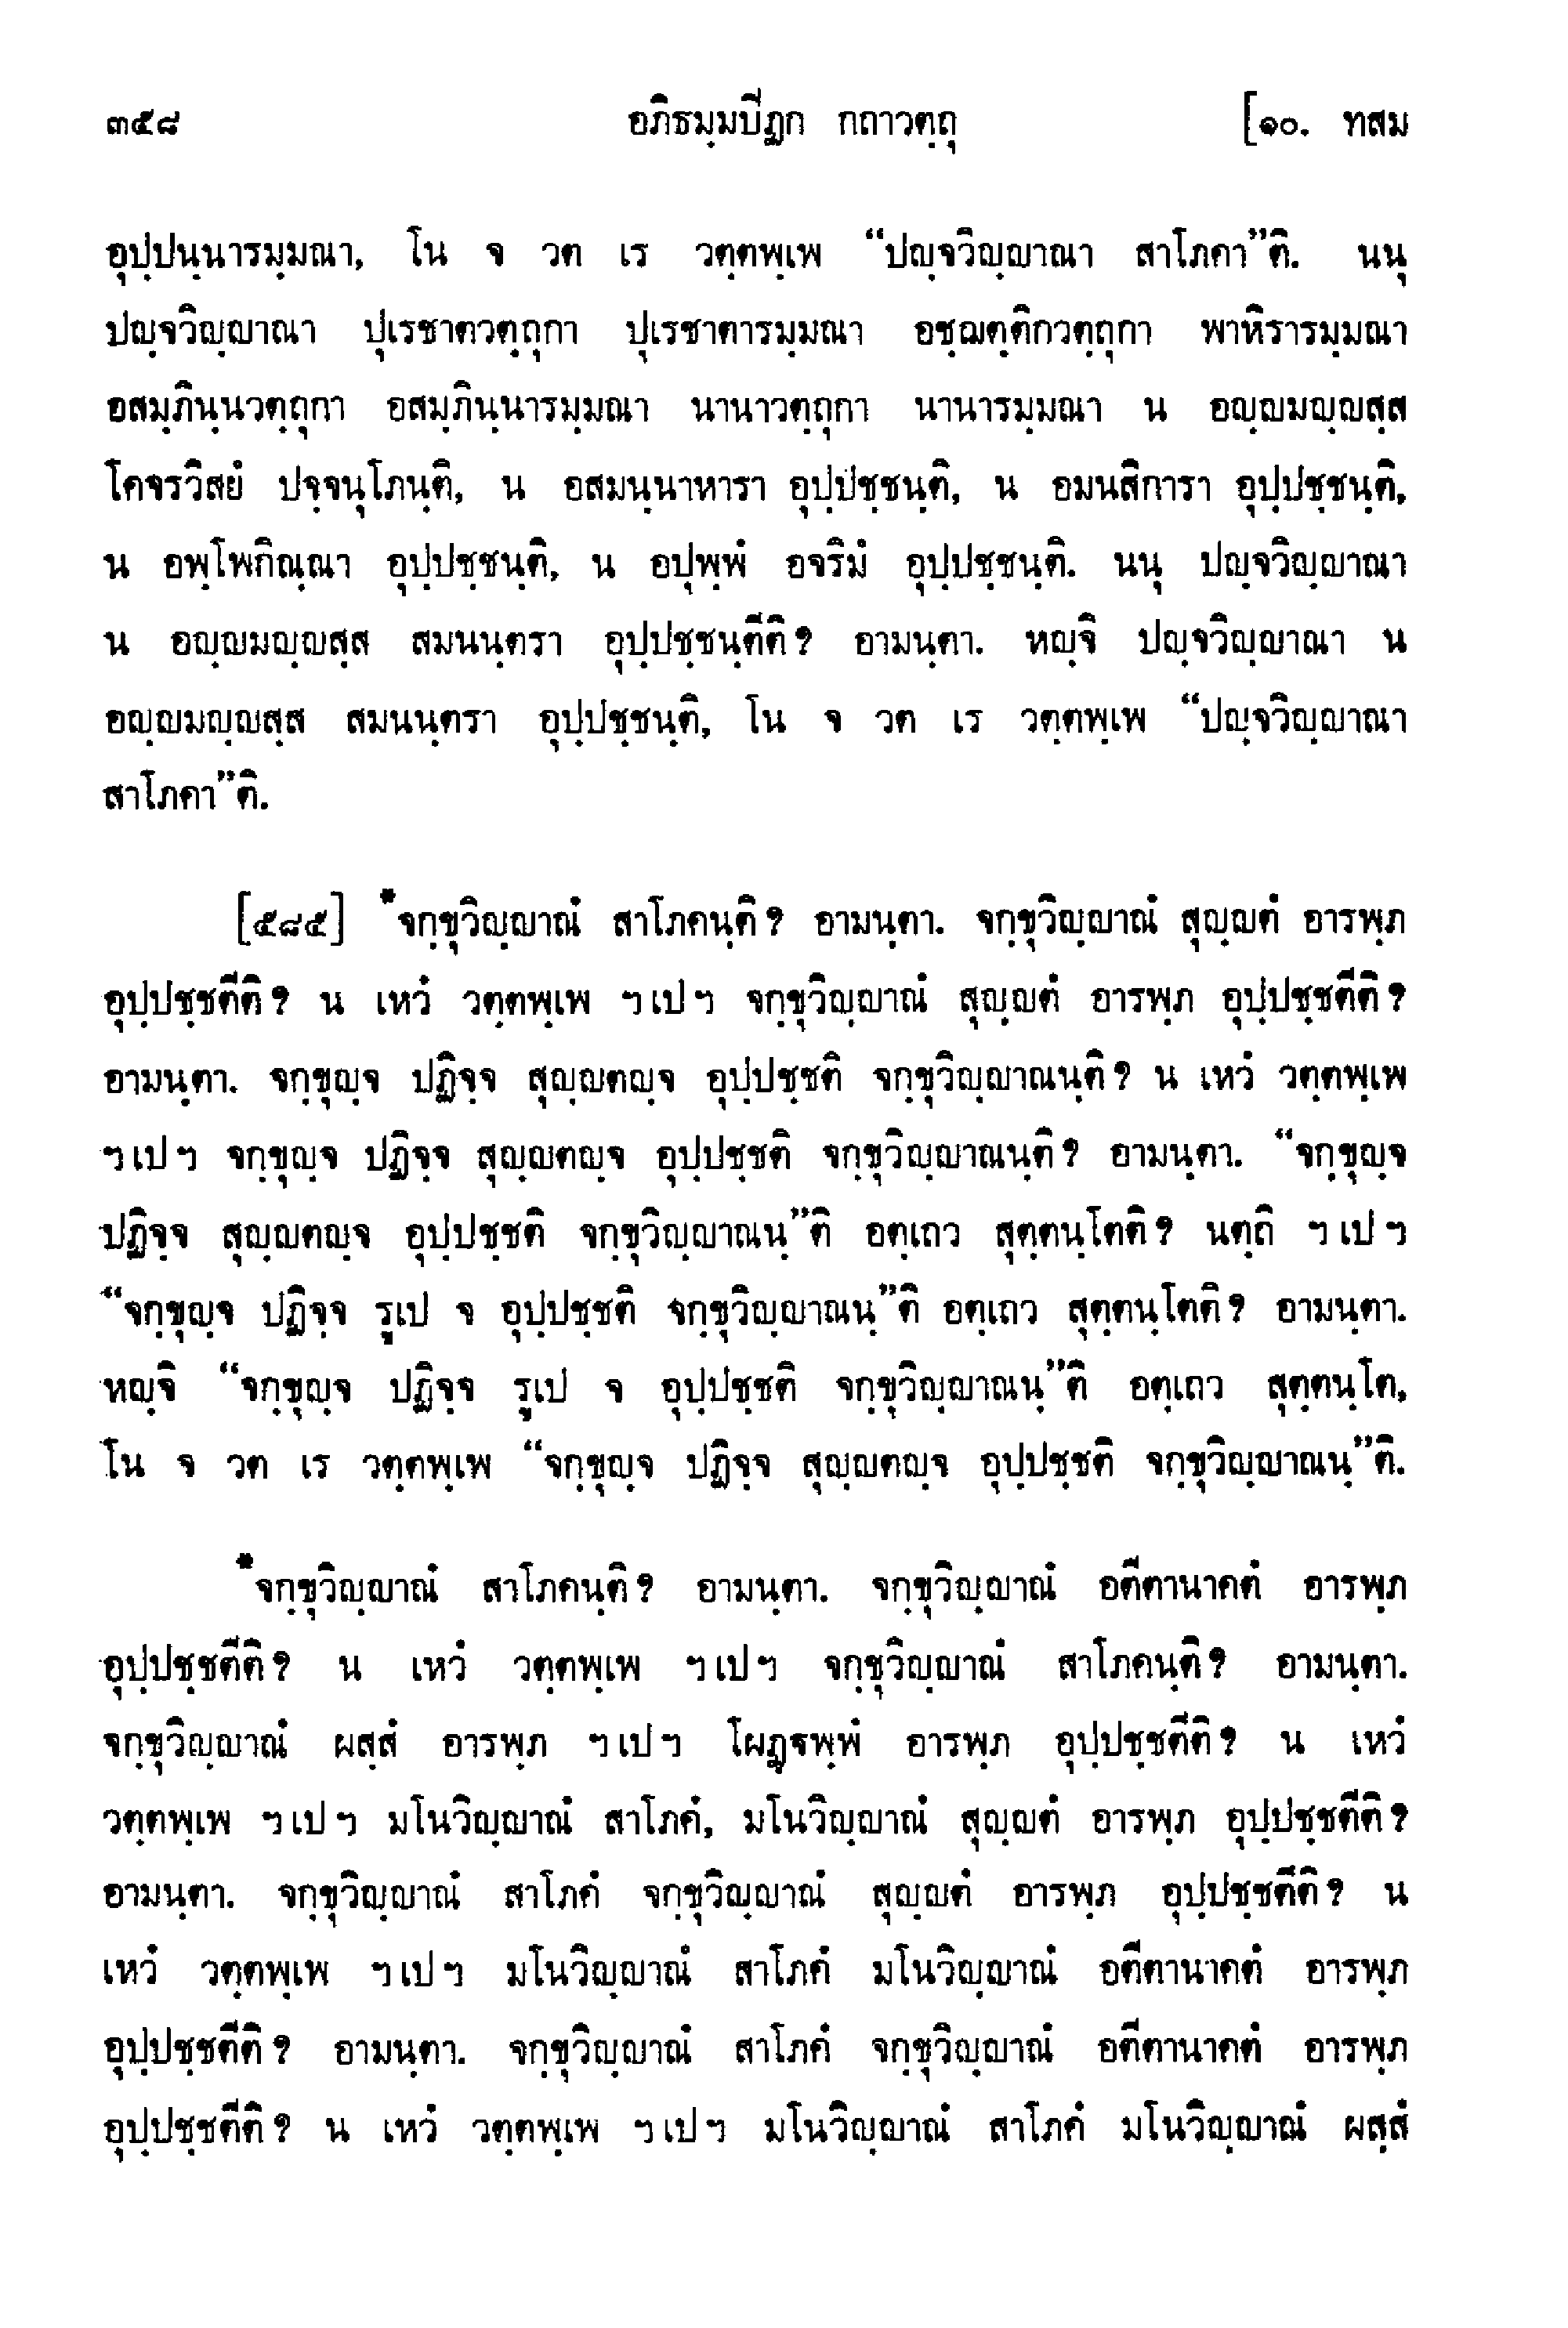 ๓๕๘ อภิธมฺมปีฏก กถาวตฺถุ [๑๐. ทสม
อุปฺปนฺนารมฺมณา, โน จ วต เร วตฺตพฺเพ “ปญฺจวิญฺญาณา สาโภคา”ติ. นนุ
ปญฺจวิญฺญาณา ปุเรชาตวตฺถุกา ปุเรชาตารมฺมณา อชฺฌตฺติกวตฺถุกา พาหิรารมฺมณา
อสมฺภินฺนวตฺถุกา อสมฺภินฺนารมฺมณา นานาวตฺถุกา นานารมฺมณา น อญฺญมญฺญสฺส
โคจรวิสยํ ปจฺจนุโภนฺติ, น อสมนฺนาหารา อุปฺปชฺชนฺติ, น อมนสิการา อุปฺปชฺชนฺติ,
น อพฺโพกิณฺณา อุปฺปชฺชนฺติ, น อปุพฺพํ อจริมํ อุปฺปชฺชนฺติ. นนุ ปญฺจวิญฺญาณา
น อญฺญมญฺญสฺส สมนนฺตรา อุปฺปชฺชนฺตีติ? อามนฺตา. หญฺจิ ปญฺจวิญฺญาณา น
อญฺญมญฺญสฺส สมนนฺตรา อุปฺปชฺชนฺติ, โน จ วต เร วตฺตพฺเพ “ปญฺจวิญฺญาณา
สาโภคา”ติ.
[๕๘๕] *จกฺขุวิญฺญาณํ สาโภคนฺติ? อามนฺตา. จกฺขุวิญฺญาณํ สุญฺญตํ อารพฺภ
อุปฺปชฺชตีติ? น เหวํ วตฺตพฺเพ ฯเปฯ จกฺขุวิญฺญาณํ สุญฺญตํ อารพฺภ อุปฺปชฺชตีติ?
อามนฺตา. จกฺขุญฺจ ปฏิจฺจ สุญฺญตญฺจ อุปฺปชฺชติ จกฺขุวิญฺญาณนฺติ? น เหวํ วตฺตพฺเพ
ฯเปฯ จกฺขุญฺจ ปฏิจฺจ สุญฺญตญฺจ อุปฺปชฺชติ จกฺขุวิญฺญาณนฺติ? อามนฺตา. “จกฺขุญฺจ
ปฏิจฺจ สุญฺญตญฺจ อุปฺปชฺชติ จกฺขุวิญฺญาณนฺ”ติ อตฺเถว สุตฺตนฺโตติ? นตฺถิ ฯเปฯ
“จกฺขุญฺจ ปฏิจฺจ รูเป จ อุปฺปชฺชติ จกฺขุวิญฺญาณนฺ”ติ อตฺเถว สุตฺตนฺโตติ? อามนฺตา.
หญฺจิ “จกฺขุญฺจ ปฏิจฺจ รูเป จ อุปฺปชฺชติ จกฺขุวิญฺญาณนฺ”ติ อตฺเถว สุตฺตนฺโต,
โน จ วต เร วตฺตพฺเพ “จกฺขุญฺจ ปฏิจฺจ สุญฺญตญฺจ อุปฺปชฺชติ จกฺขุวิญฺญาณนฺ”ติ.
*จกฺขุวิญฺญาณํ สาโภคนฺติ? อามนฺตา. จกฺขุวิญฺญาณํ อตีตานาคตํ อารพฺภ
อุปฺปชฺชตีติ? น เหวํ วตฺตพฺเพ ฯเปฯ จกฺขุวิญฺญาณํ สาโภคนฺติ? อามนฺตา.
จกฺขุวิญฺญาณํ ผสฺสํ อารพฺภ ฯเปฯ โผฏฺฐพฺพํ อารพฺภ อุปฺปชฺชตีติ? น เหวํ
วตฺตพฺเพ ฯเปฯ มโนวิญฺญาณํ สาโภคํ, มโนวิญฺญาณํ สุญฺญตํ อารพฺภ อุปฺปชฺชตีติ?
อามนฺตา. จกฺขุวิญฺญาณํ สาโภคํ จกฺขุวิญฺญาณํ สุญฺญตํ อารพฺภ อุปฺปชฺชตีติ? น
เหวํ วตฺตพฺเพ ฯเปฯ มโนวิญฺญาณํ สาโภคํ มโนวิญฺญาณํ อตีตานาคตํ อารพฺภ
อุปฺปชฺชตีติ? อามนฺตา. จกฺขุวิญฺญาณํ สาโภคํ จกฺขุวิญฺญาณํ อตีตานาคตํ อารพฺภ
อุปฺปชฺชตีติ? น เหวํ วตฺตพฺเพ ฯเปฯ มโนวิญฺญาณํ สาโภคํ มโนวิญฺญาณํ ผสฺสํ